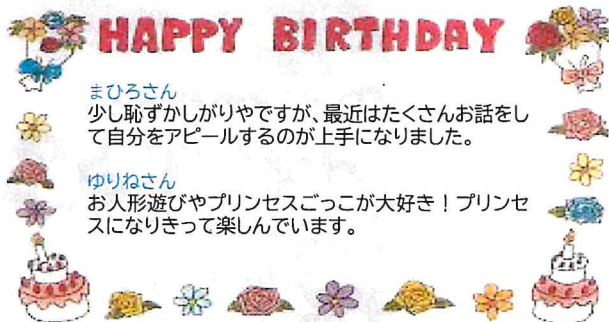 HAPPY BIRTHDAY
まひろさん
少し恥ずかしがりやですが、最近はたくさんお話をし
て自分をアピールするのが上手になりました。
ゆりねさん
お人形遊びやプリンセスごっこが大好き！プリンセ
スになりきって楽しんでいます。